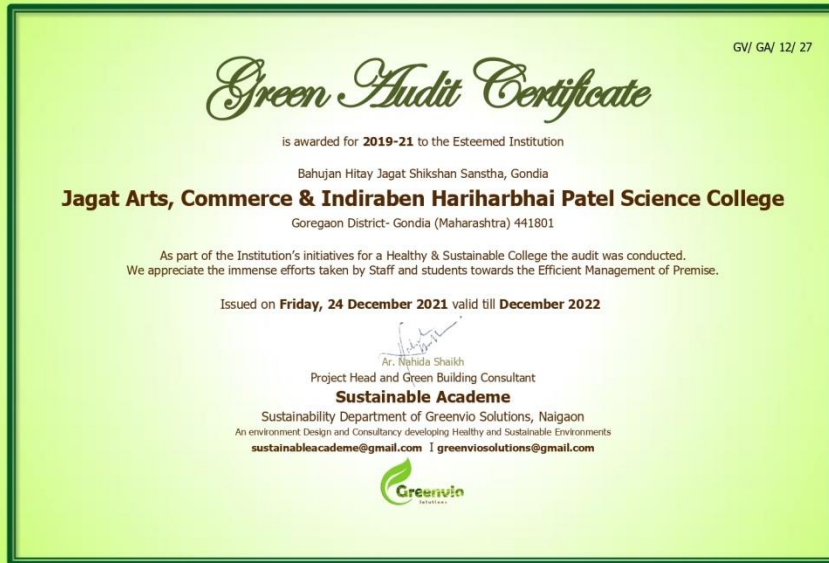 GV/ GA/ 12/ 27
Green Audit Certificate
is awarded for 2019-21 to the Esteemed Institution
Bahujan Hitay Jagat Shikshan Sanstha, Gondia
Jagat Arts, Commerce & Indiraben Hariharbhai Patel Science College
Goregaon District- Gondia (Maharashtra) 441801
As part of the Institution's initiatives for a Healthy & Sustainable College the audit was conducted.
We appreciate the immense efforts taken by Staff and students towards the Efficient Management of Premise.
Issued on Friday, 24 December 2021 valid till December 2022
Ar. Nahida Shaikh
Project Head and Green Building Consultant
Sustainable Academe
Sustainability Department of Greenvio Solutions, Naigaon
An environment Design and Consultancy developing Healthy and Sustainable Environments
sustainableacademe@gmail.com I greenviosolutions@gmail.com
Greenvio
Solutions